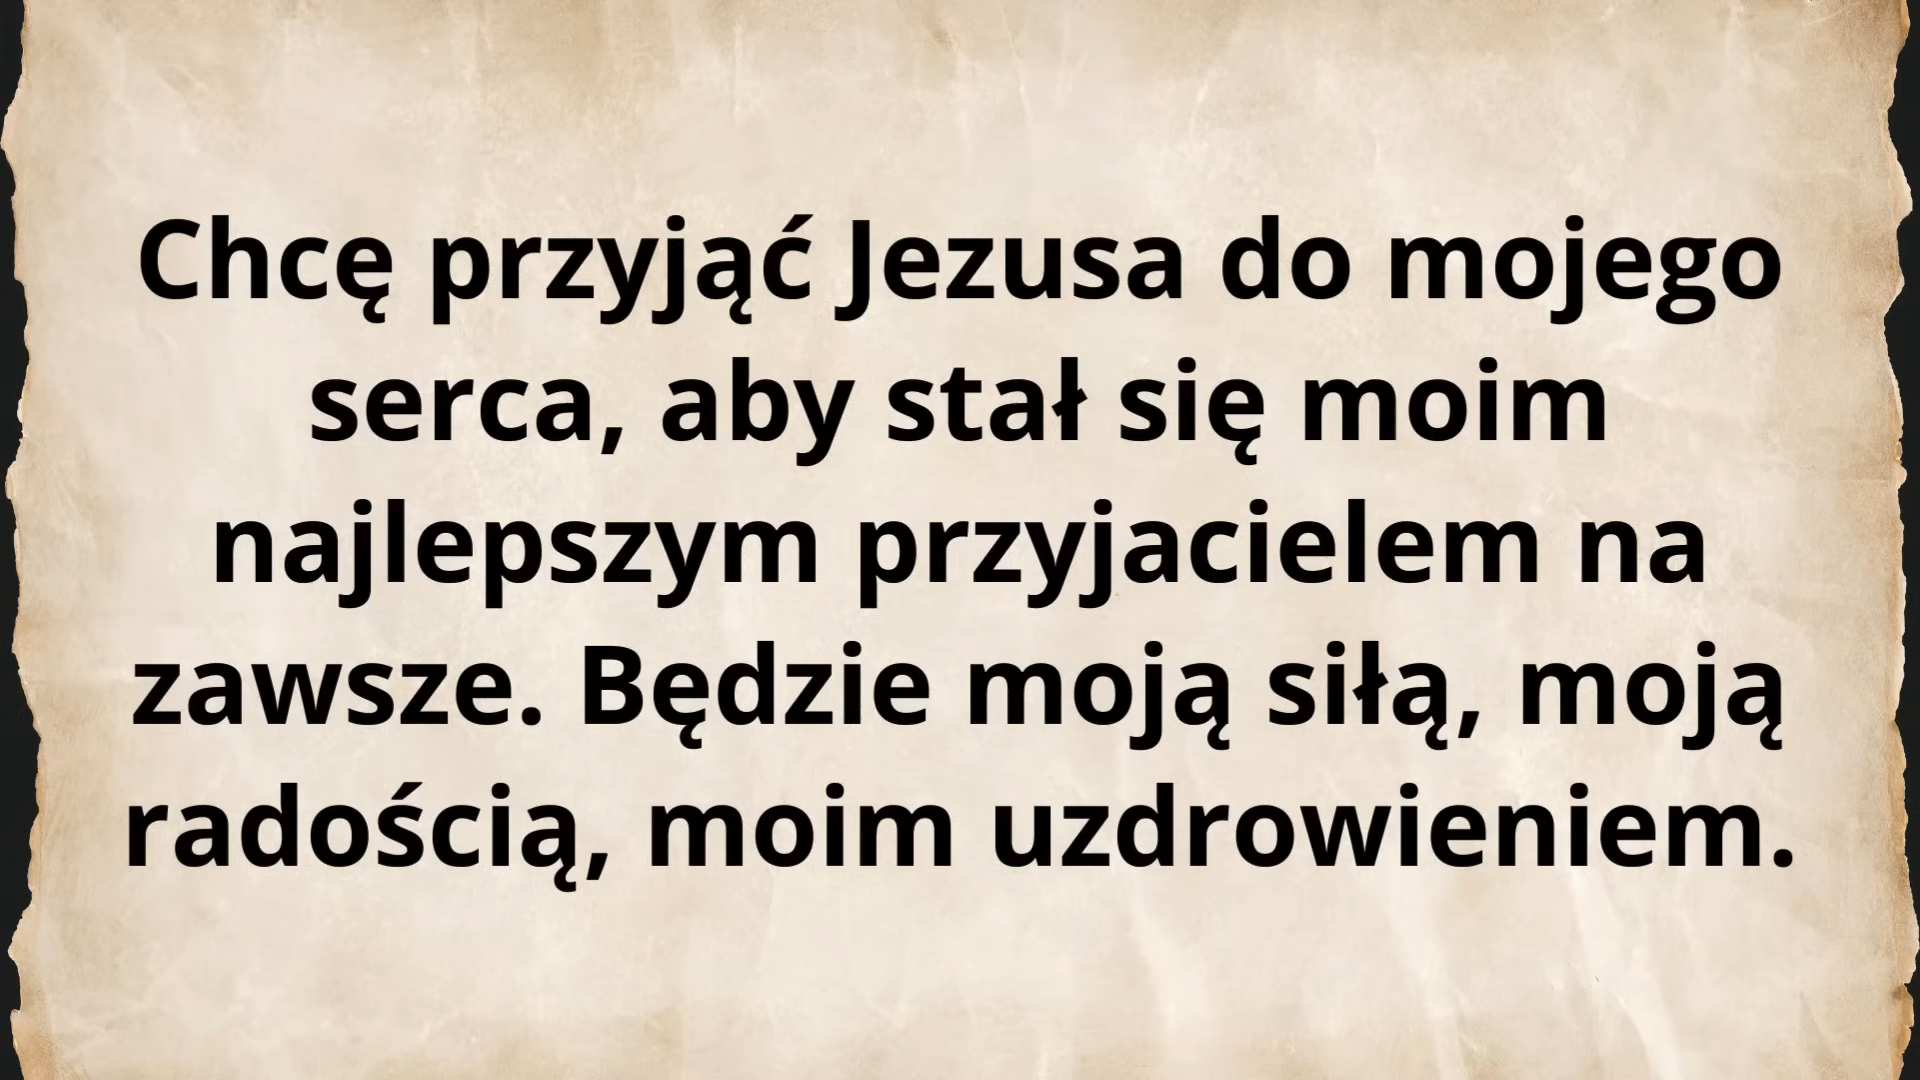 Chcę przyjąć Jezusa do mojego
serca, aby stał się moim
najlepszym przyjacielem na
zawsze. Będzie moją siłą, moją
radością, moim uzdrowieniem.